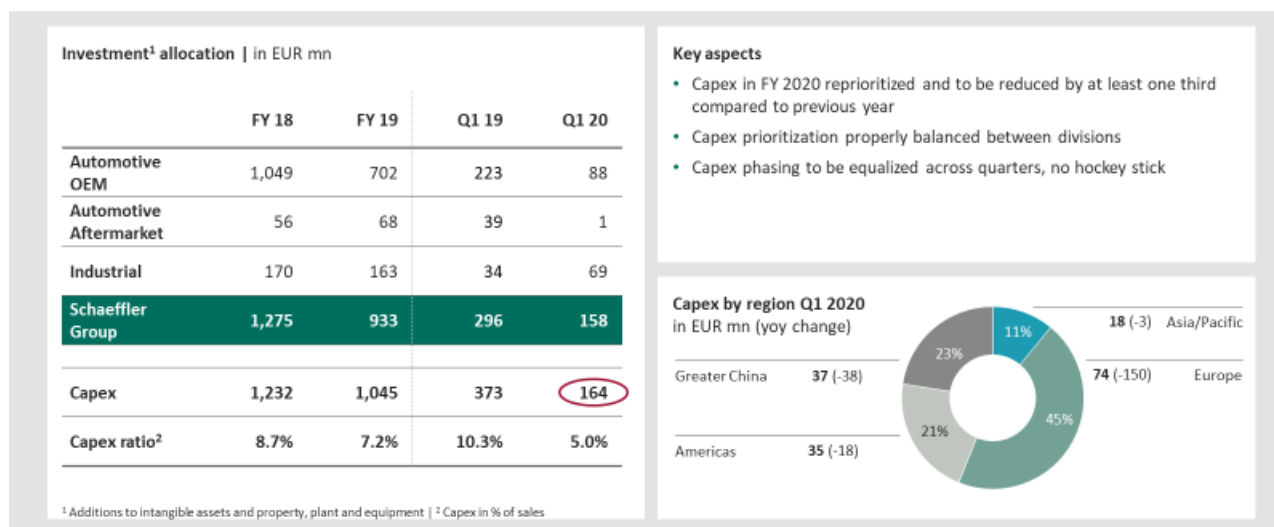 Investment¹ allocation | in EUR mn
FY 18 FY 19 Q1 19 Q1 20
Automotive
OEM 1,049 702 223 88
Automotive
Aftermarket 56 68 39 1
Industrial 170 163 34 69
Schaeffler
Group 1,275 933 296 158
Capex 1,232 1,045 373 164
Capex ratio² 8.7% 7.2% 10.3% 5.0%
¹ Additions to intangible assets and property, plant and equipment | ² Capex in % of sales
Key aspects
• Capex in FY 2020 reprioritized and to be reduced by at least one third
compared to previous year
• Capex prioritization properly balanced between divisions
• Capex phasing to be equalized across quarters, no hockey stick
Capex by region Q1 2020
in EUR mn (yoy change)
18 (-3) Asia/Pacific
11%
23%
Greater China 37 (-38)
74 (-150) Europe
45%
21%
Americas 35 (-18)